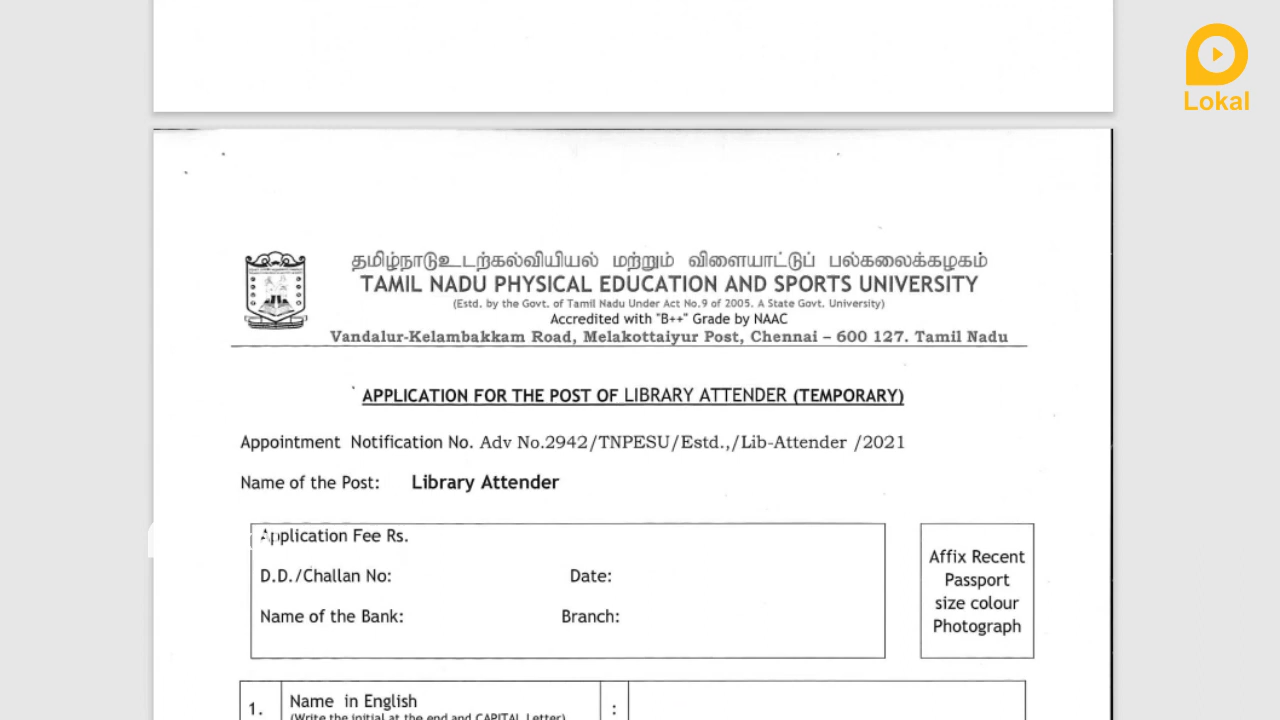 Lokal
தமிழ்நாடுஉடற்கல்வியியல் மற்றும் விளையாட்டுப் பல்கலைக்கழகம்
TAMIL NADU PHYSICAL EDUCATION AND SPORTS UNIVERSITY
(Estd. by the Govt. of Tamil Nadu Under Act No.9 of 2005. A State Govt. University)
Accredited with "B++" Grade by NAAC
Vandalur-Kelambakkam Road, Melakottaiyur Post, Chennai – 600 127. Tamil Nadu
APPLICATION FOR THE POST OF LIBRARY ATTENDER (TEMPORARY)
Appointment Notification No. Adv No.2942/TNPESU/Estd.,/Lib-Attender /2021
Name of the Post: Library Attender
Application Fee Rs.
D.D./Challan No: Date:
Name of the Bank: Branch:
Affix Recent
Passport
size colour
Photograph
1. Name in English :
(Write the initial at the end and CAPITAL Letter)